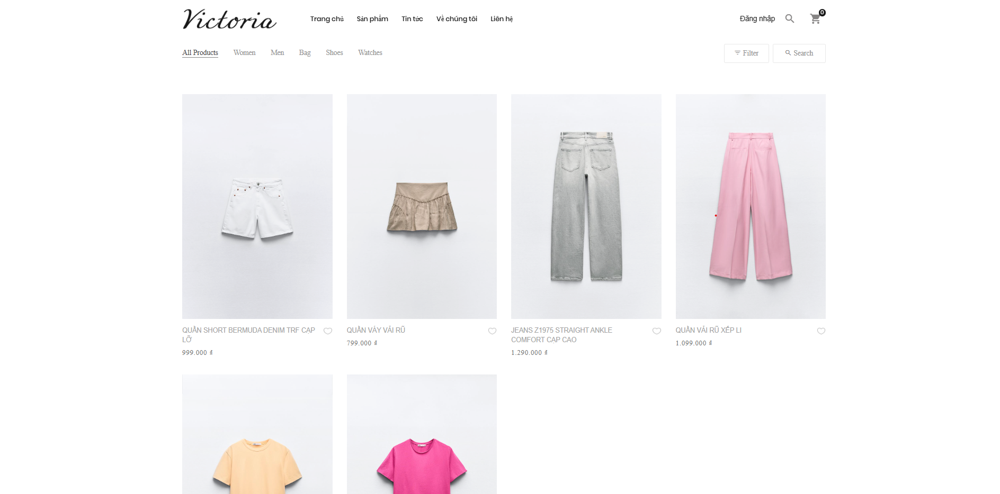 Victoria
Trang chủ
Sản phẩm
Tin tức
Về chúng tôi
Liên hệ
Đăng nhập
0
All Products
Women
Men
Bag
Shoes
Watches
Filter
Search
QUẦN SHORT BERMUDA DENIM TRF CẠP
LỠ
999.000 ₫
QUẦN VÁY VẢI RŨ
799.000 ₫
JEANS Z1975 STRAIGHT ANKLE
COMFORT CẠP CAO
1.290.000 ₫
QUẦN VẢI RŨ XẾP LI
1.099.000 ₫